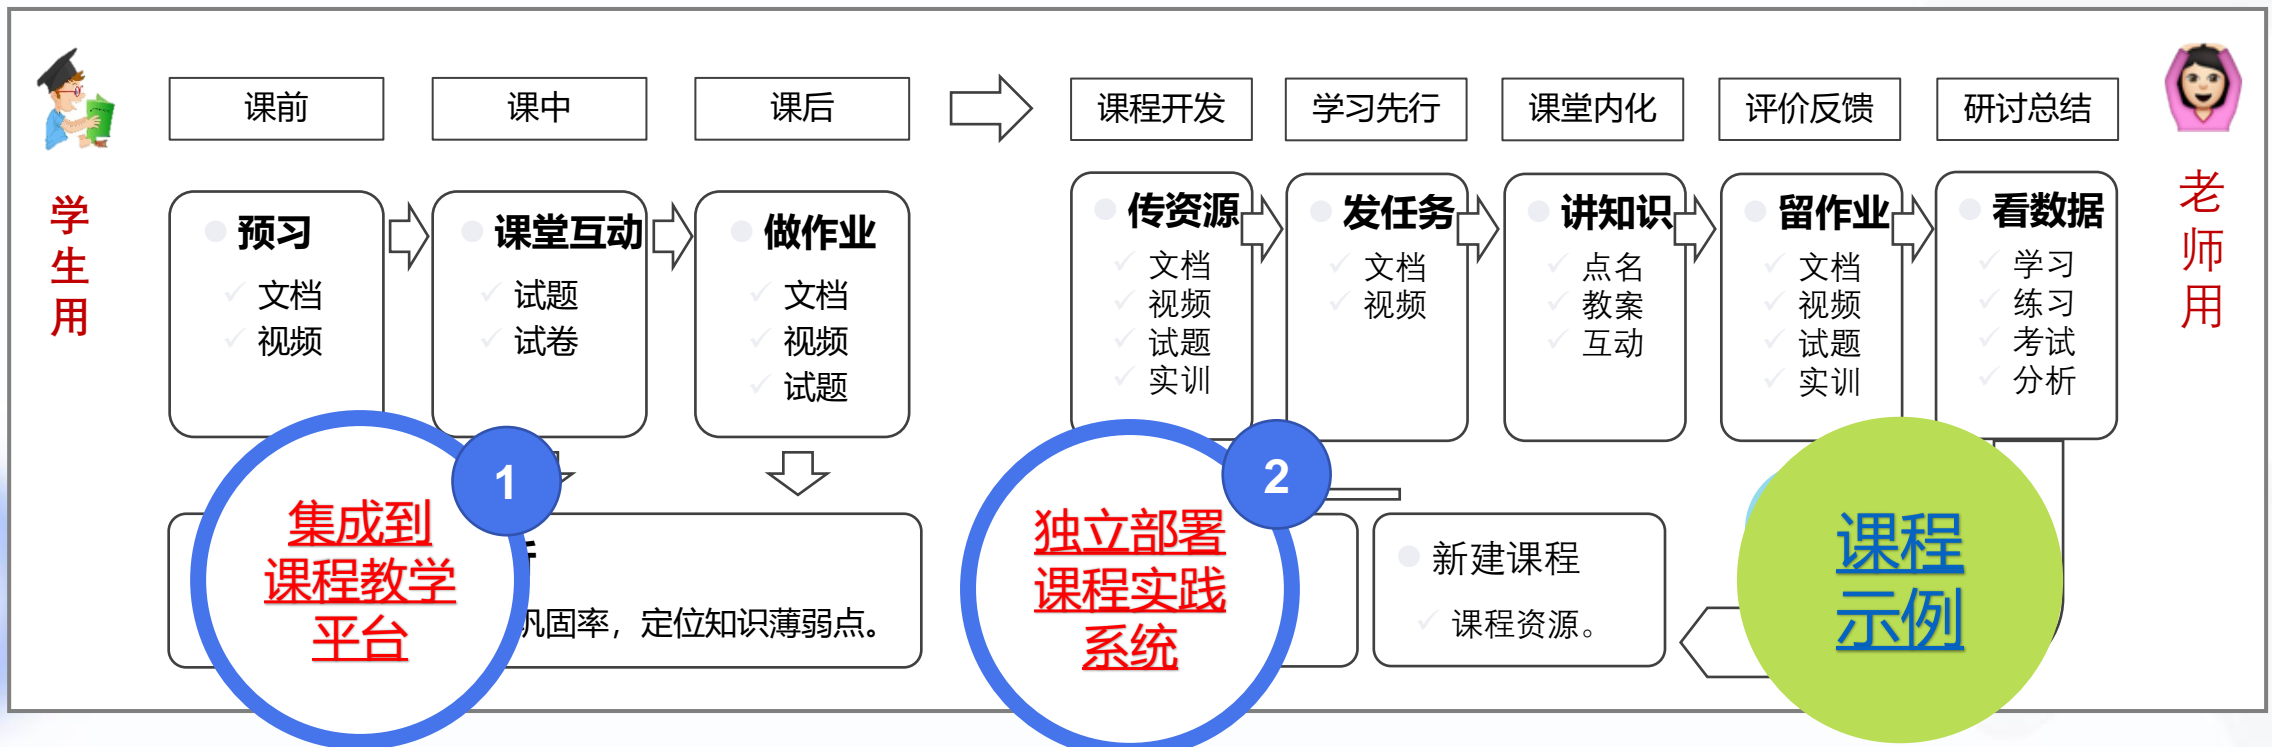 学生用
课前
课中
课后
课程开发
学习先行
课堂内化
评价反馈
研讨总结
老师用
预习
文档
视频
课堂互动
试题
试卷
做作业
文档
视频
试题
传资源
文档
视频
试题
实训
发任务
文档
视频
讲知识
点名
教案
互动
留作业
文档
视频
试题
实训
看数据
学习
练习
考试
分析
1
集成到
课程教学
平台
巩固率，定位知识薄弱点。
2
独立部署
课程实践
系统
新建课程
课程资源。
课程
示例